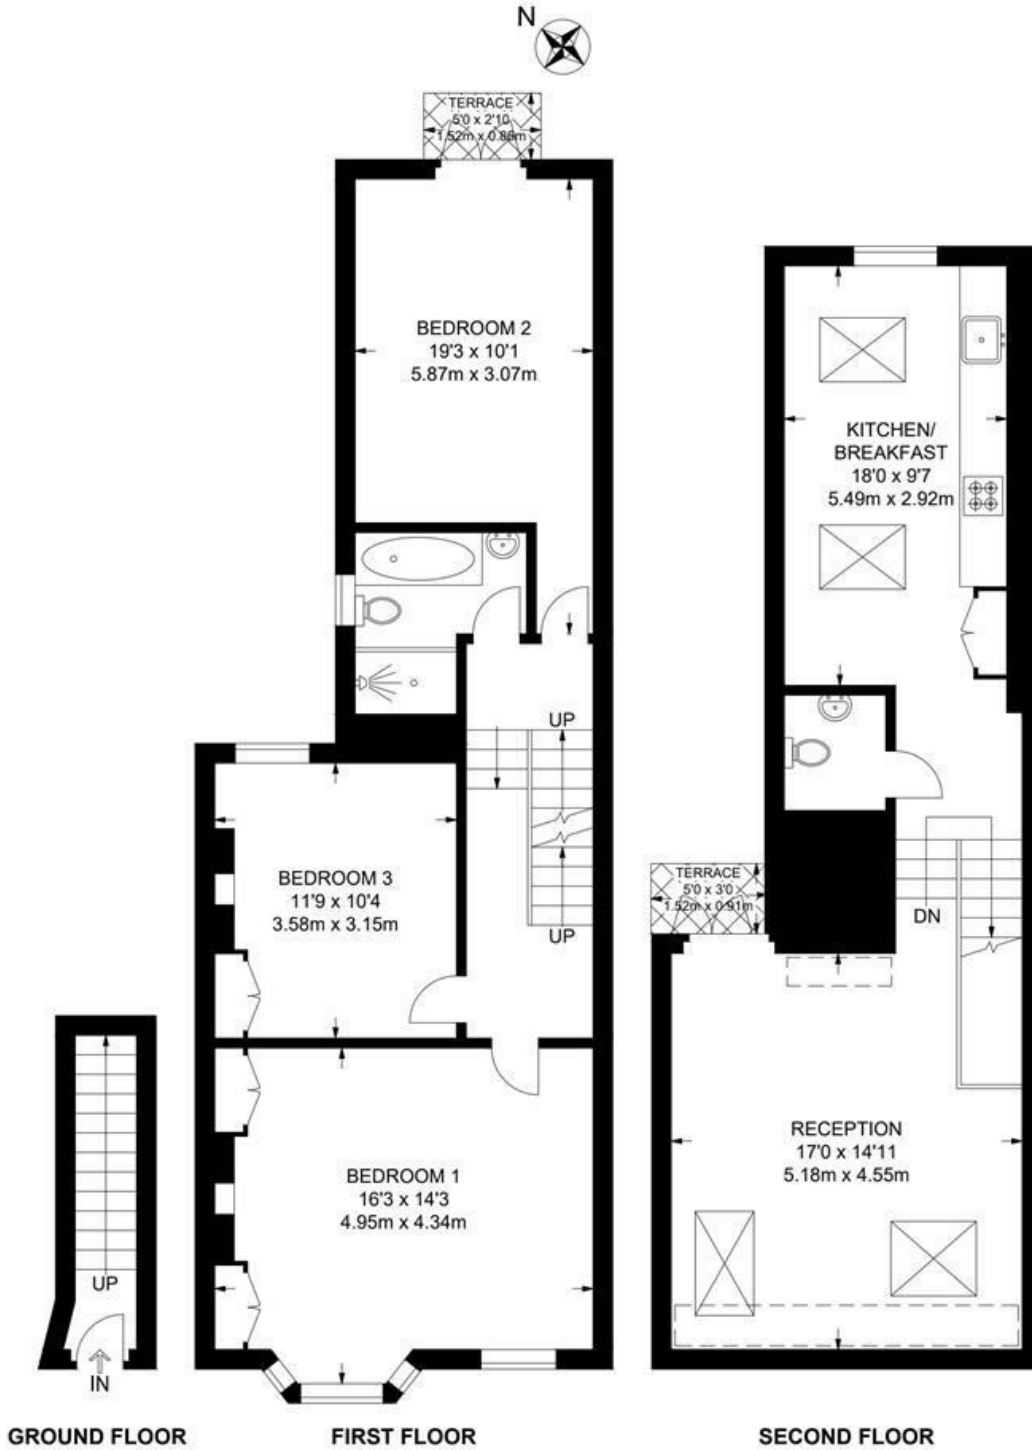 N
TERRACE
5'0 x 2'10
1.52m x 0.86m
BEDROOM 2
19'3 x 10'1
5.87m x 3.07m
UP
UP
BEDROOM 3
11'9 x 10'4
3.58m x 3.15m
BEDROOM 1
16'3 x 14'3
4.95m x 4.34m
UP
IN
KITCHEN/
BREAKFAST
18'0 x 9'7
5.49m x 2.92m
TERRACE
5'0 x 3'0
1.52m x 0.91m
DN
RECEPTION
17'0 x 14'11
5.18m x 4.55m
GROUND FLOOR
FIRST FLOOR
SECOND FLOOR